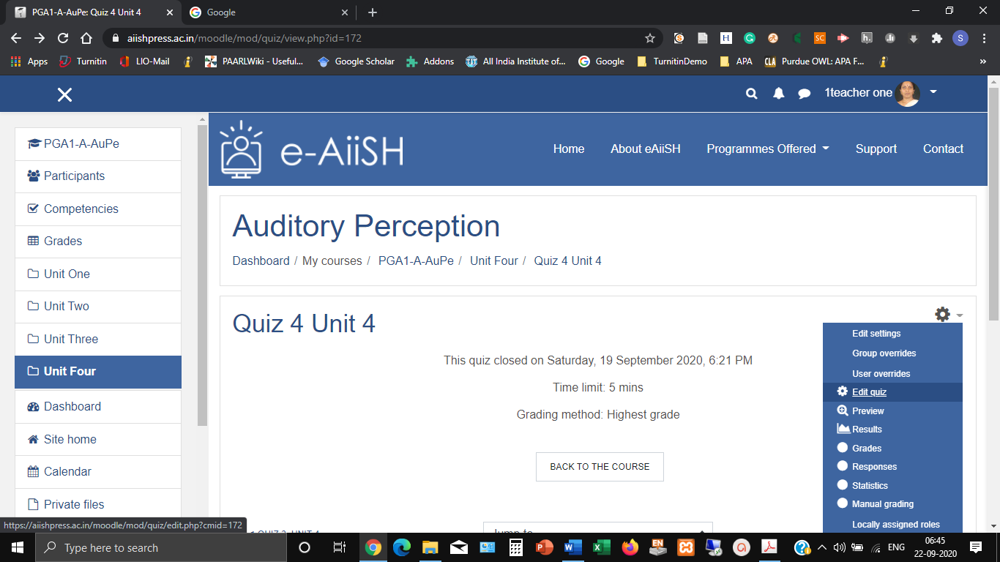 PGA1-A-AuPe: Quiz 4 Unit 4
Google
aiishpress.ac.in/moodle/mod/quiz/view.php?id=172
Apps
Turnitin
LIO-Mail
PAARLWiki - Useful...
Google Scholar
Addons
All India Institute of...
Google
TurnitinDemo
APA
Purdue OWL: APA F...
1teacher one
PGA1-A-AuPe
Participants
Competencies
Grades
Unit One
Unit Two
Unit Three
Unit Four
Dashboard
Site home
Calendar
Private files
e-AiiSH
Home
About eAiiSH
Programmes Offered
Support
Contact
Auditory Perception
Dashboard / My courses / PGA1-A-AuPe / Unit Four / Quiz 4 Unit 4
Quiz 4 Unit 4
This quiz closed on Saturday, 19 September 2020, 6:21 PM
Time limit: 5 mins
Grading method: Highest grade
BACK TO THE COURSE
Edit settings
Group overrides
User overrides
Edit quiz
Preview
Results
Grades
Responses
Statistics
Manual grading
Locally assigned roles
https://aiishpress.ac.in/moodle/mod/quiz/edit.php?cmid=172
Type here to search
ENG
06:45
22-09-2020